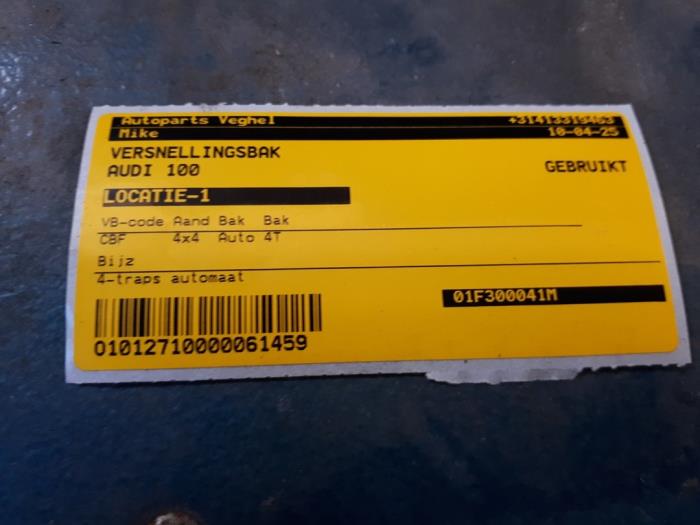 Autoparts Veghel +31413319463
Mike 10-04-25
VERSNELLINGSBAK
AUDI 100 GEBRUIKT
LOCATIE-1
VB-code Aand Bak Bak
CBF 4x4 Auto 4T
Bijz
4-traps automaat
01F300041M
01012710000061459